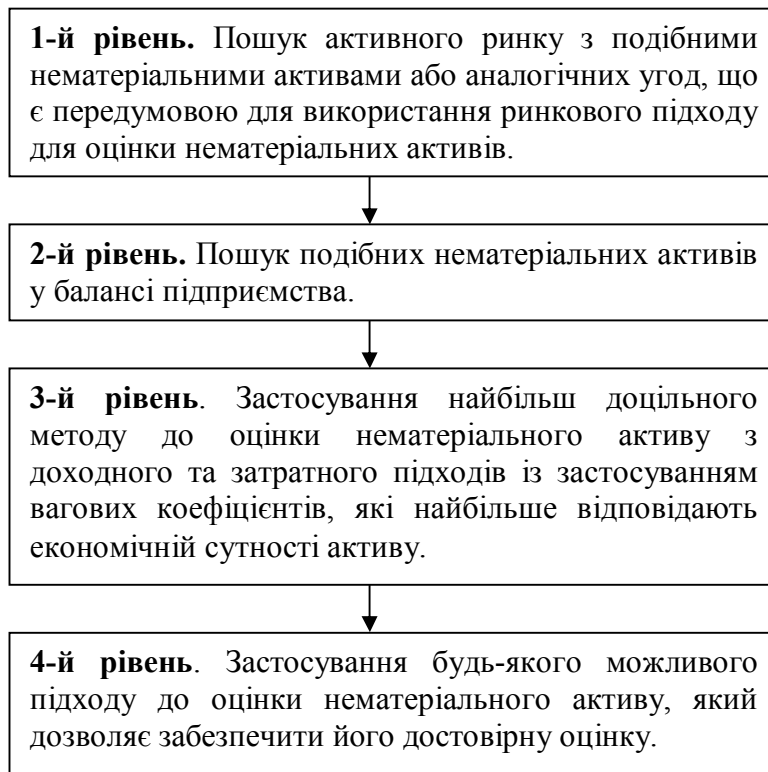 1-й рівень. Пошук активного ринку з подібними
нематеріальними активами або аналогічних угод, що
є передумовою для використання ринкового підходу
для оцінки нематеріальних активів.
2-й рівень. Пошук подібних нематеріальних активів
у балансі підприємства.
3-й рівень. Застосування найбільш доцільного
методу до оцінки нематеріального активу з
доходного та затратного підходів із застосуванням
вагових коефіцієнтів, які найбільше відповідають
економічній сутності активу.
4-й рівень. Застосування будь-якого можливого
підходу до оцінки нематеріального активу, який
дозволяє забезпечити його достовірну оцінку.